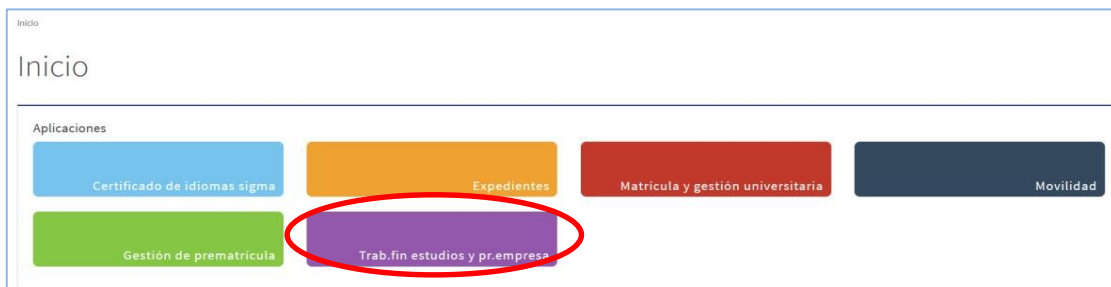 Inicio
Inicio
Aplicaciones
Certificado de idiomas sigma
Expedientes
Matrícula y gestión universitaria
Movilidad
Gestión de prematrícula
Trab.fin estudios y pr.empresa